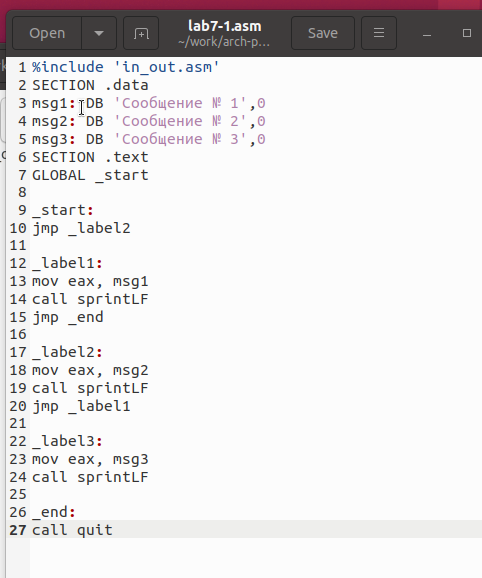 Open
lab7-1.asm
~/work/arch-p...
Save
1 %include 'in_out.asm'
2 SECTION .data
3 msg1: DB 'Сообщение № 1',0
4 msg2: DB 'Сообщение № 2',0
5 msg3: DB 'Сообщение № 3',0
6 SECTION .text
7 GLOBAL _start
8
9 _start:
10 jmp _label2
11
12 _label1:
13 mov eax, msg1
14 call sprintLF
15 jmp _end
16
17 _label2:
18 mov eax, msg2
19 call sprintLF
20 jmp _label1
21
22 _label3:
23 mov eax, msg3
24 call sprintLF
25
26 _end:
27 call quit